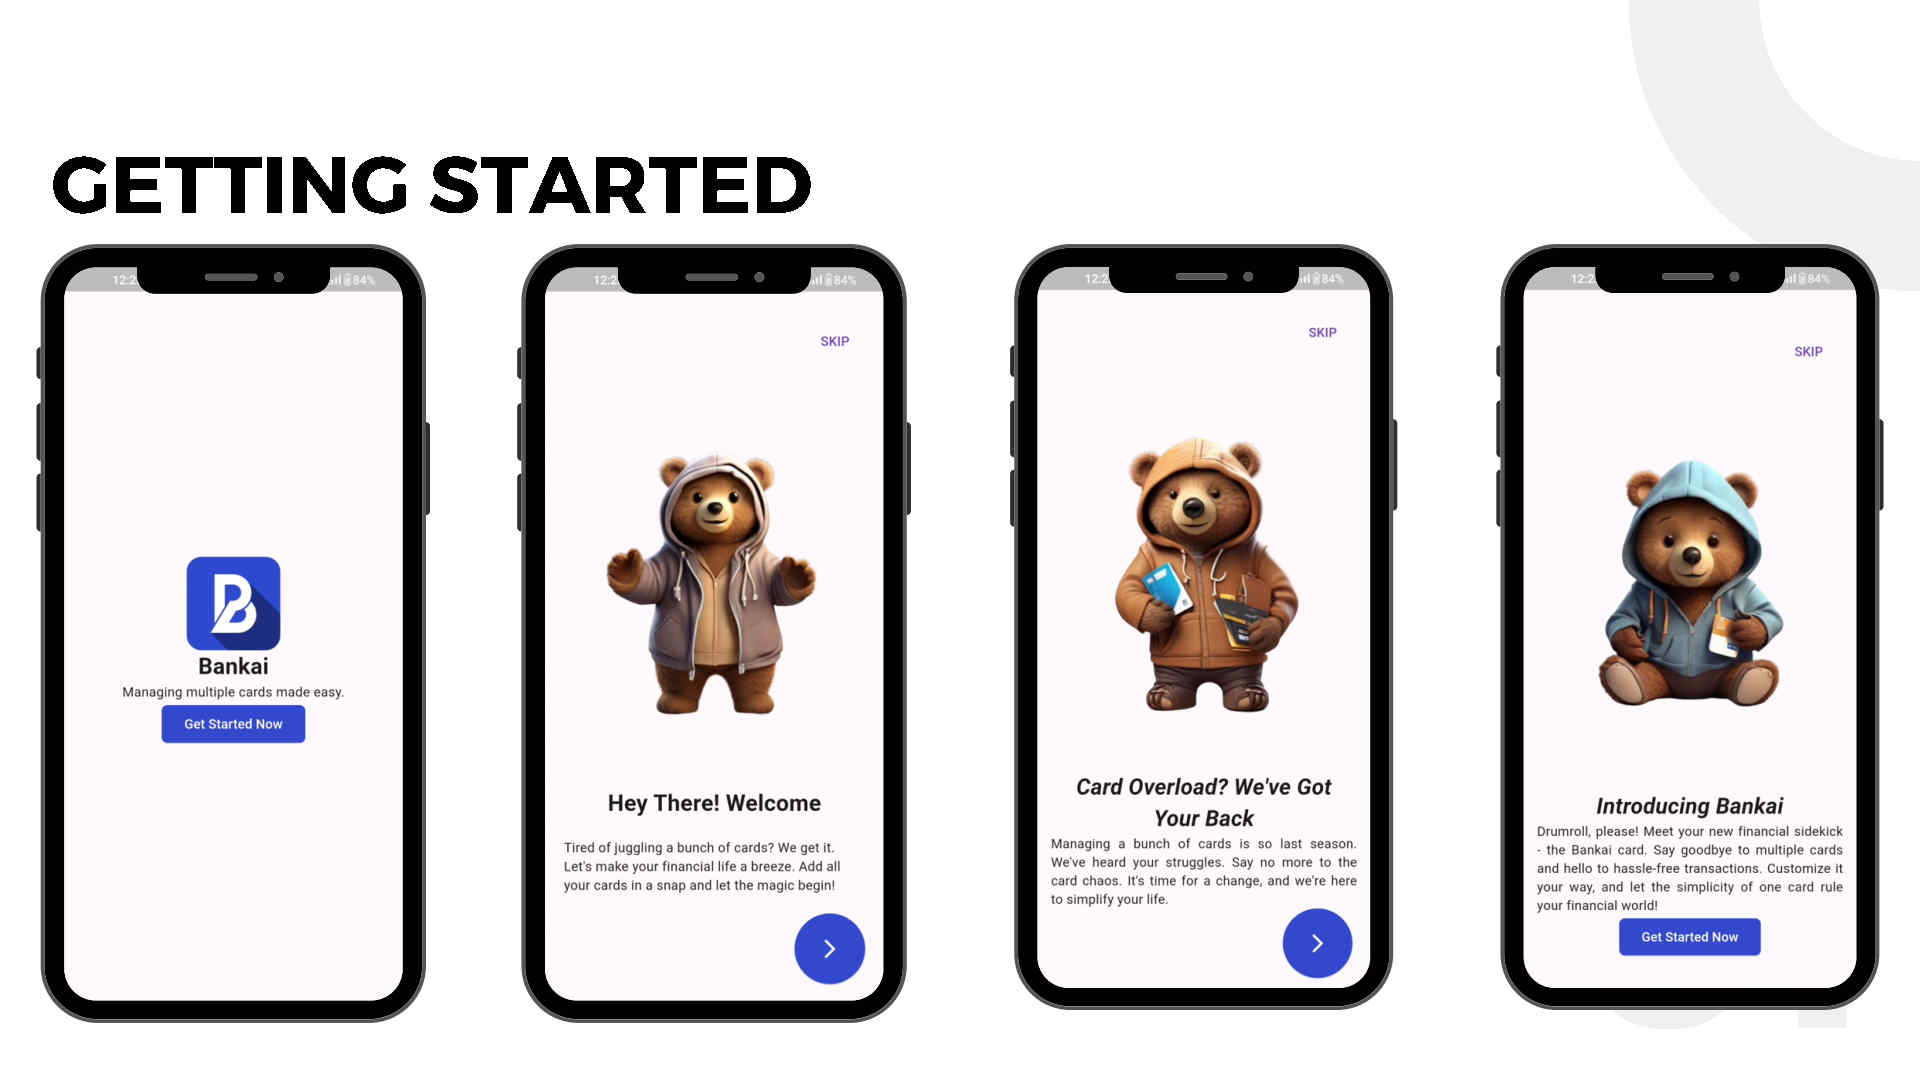 GETTING STARTED
12:2
84%
Bankai
Managing multiple cards made easy.
Get Started Now
12:2
84%
SKIP
Hey There! Welcome
Tired of juggling a bunch of cards? We get it.
Let's make your financial life a breeze. Add all
your cards in a snap and let the magic begin!
12:2
84%
SKIP
Card Overload? We've Got
Your Back
Managing a bunch of cards is so last season.
We've heard your struggles. Say no more to the
card chaos. It's time for a change, and we're here
to simplify your life.
12:2
84%
SKIP
Introducing Bankai
Drumroll, please! Meet your new financial sidekick
- the Bankai card. Say goodbye to multiple cards
and hello to hassle-free transactions. Customize it
your way, and let the simplicity of one card rule
your financial world!
Get Started Now